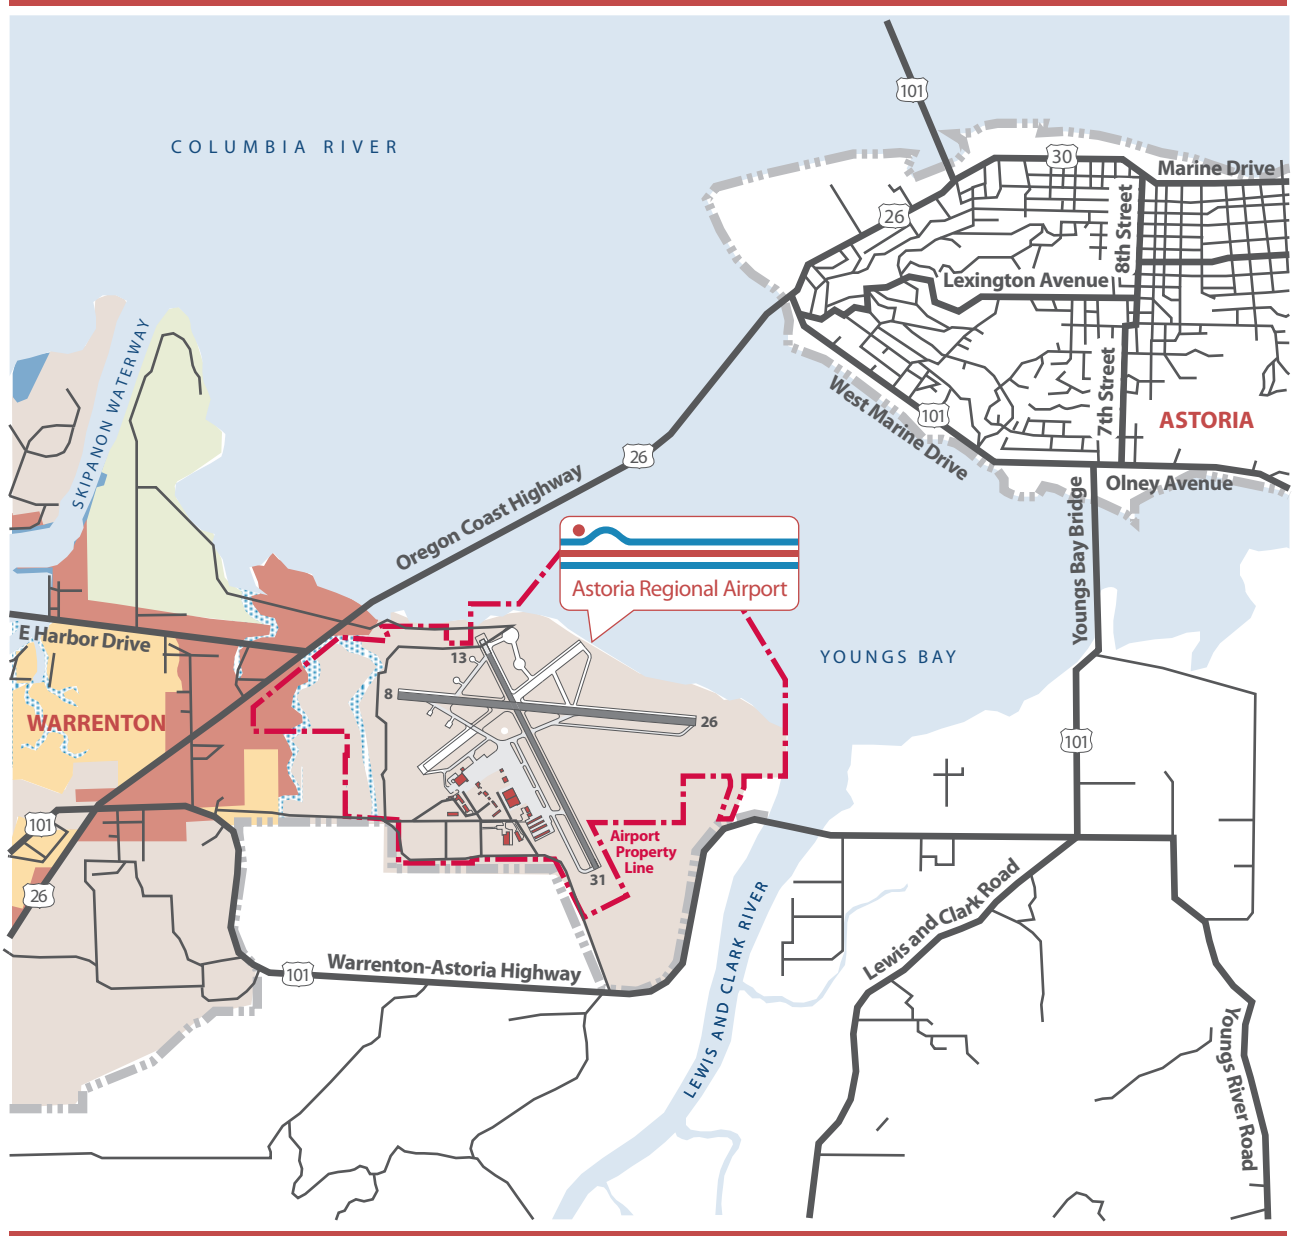 101
COLUMBIA RIVER
30
Marine Drive
26
8th Street
Lexington Avenue
SKIPANON WATERWAY
7th Street
West Marine Drive
101
ASTORIA
26
Oregon Coast Highway
Olney Avenue
Youngs Bay Bridge
Astoria Regional Airport
E Harbor Drive
13
YOUNGS BAY
8
26
WARRENTON
101
101
Airport
Property
Line
31
26
Lewis and Clark Road
LEWIS AND CLARK RIVER
101
Warrenton-Astoria Highway
Youngs River Road